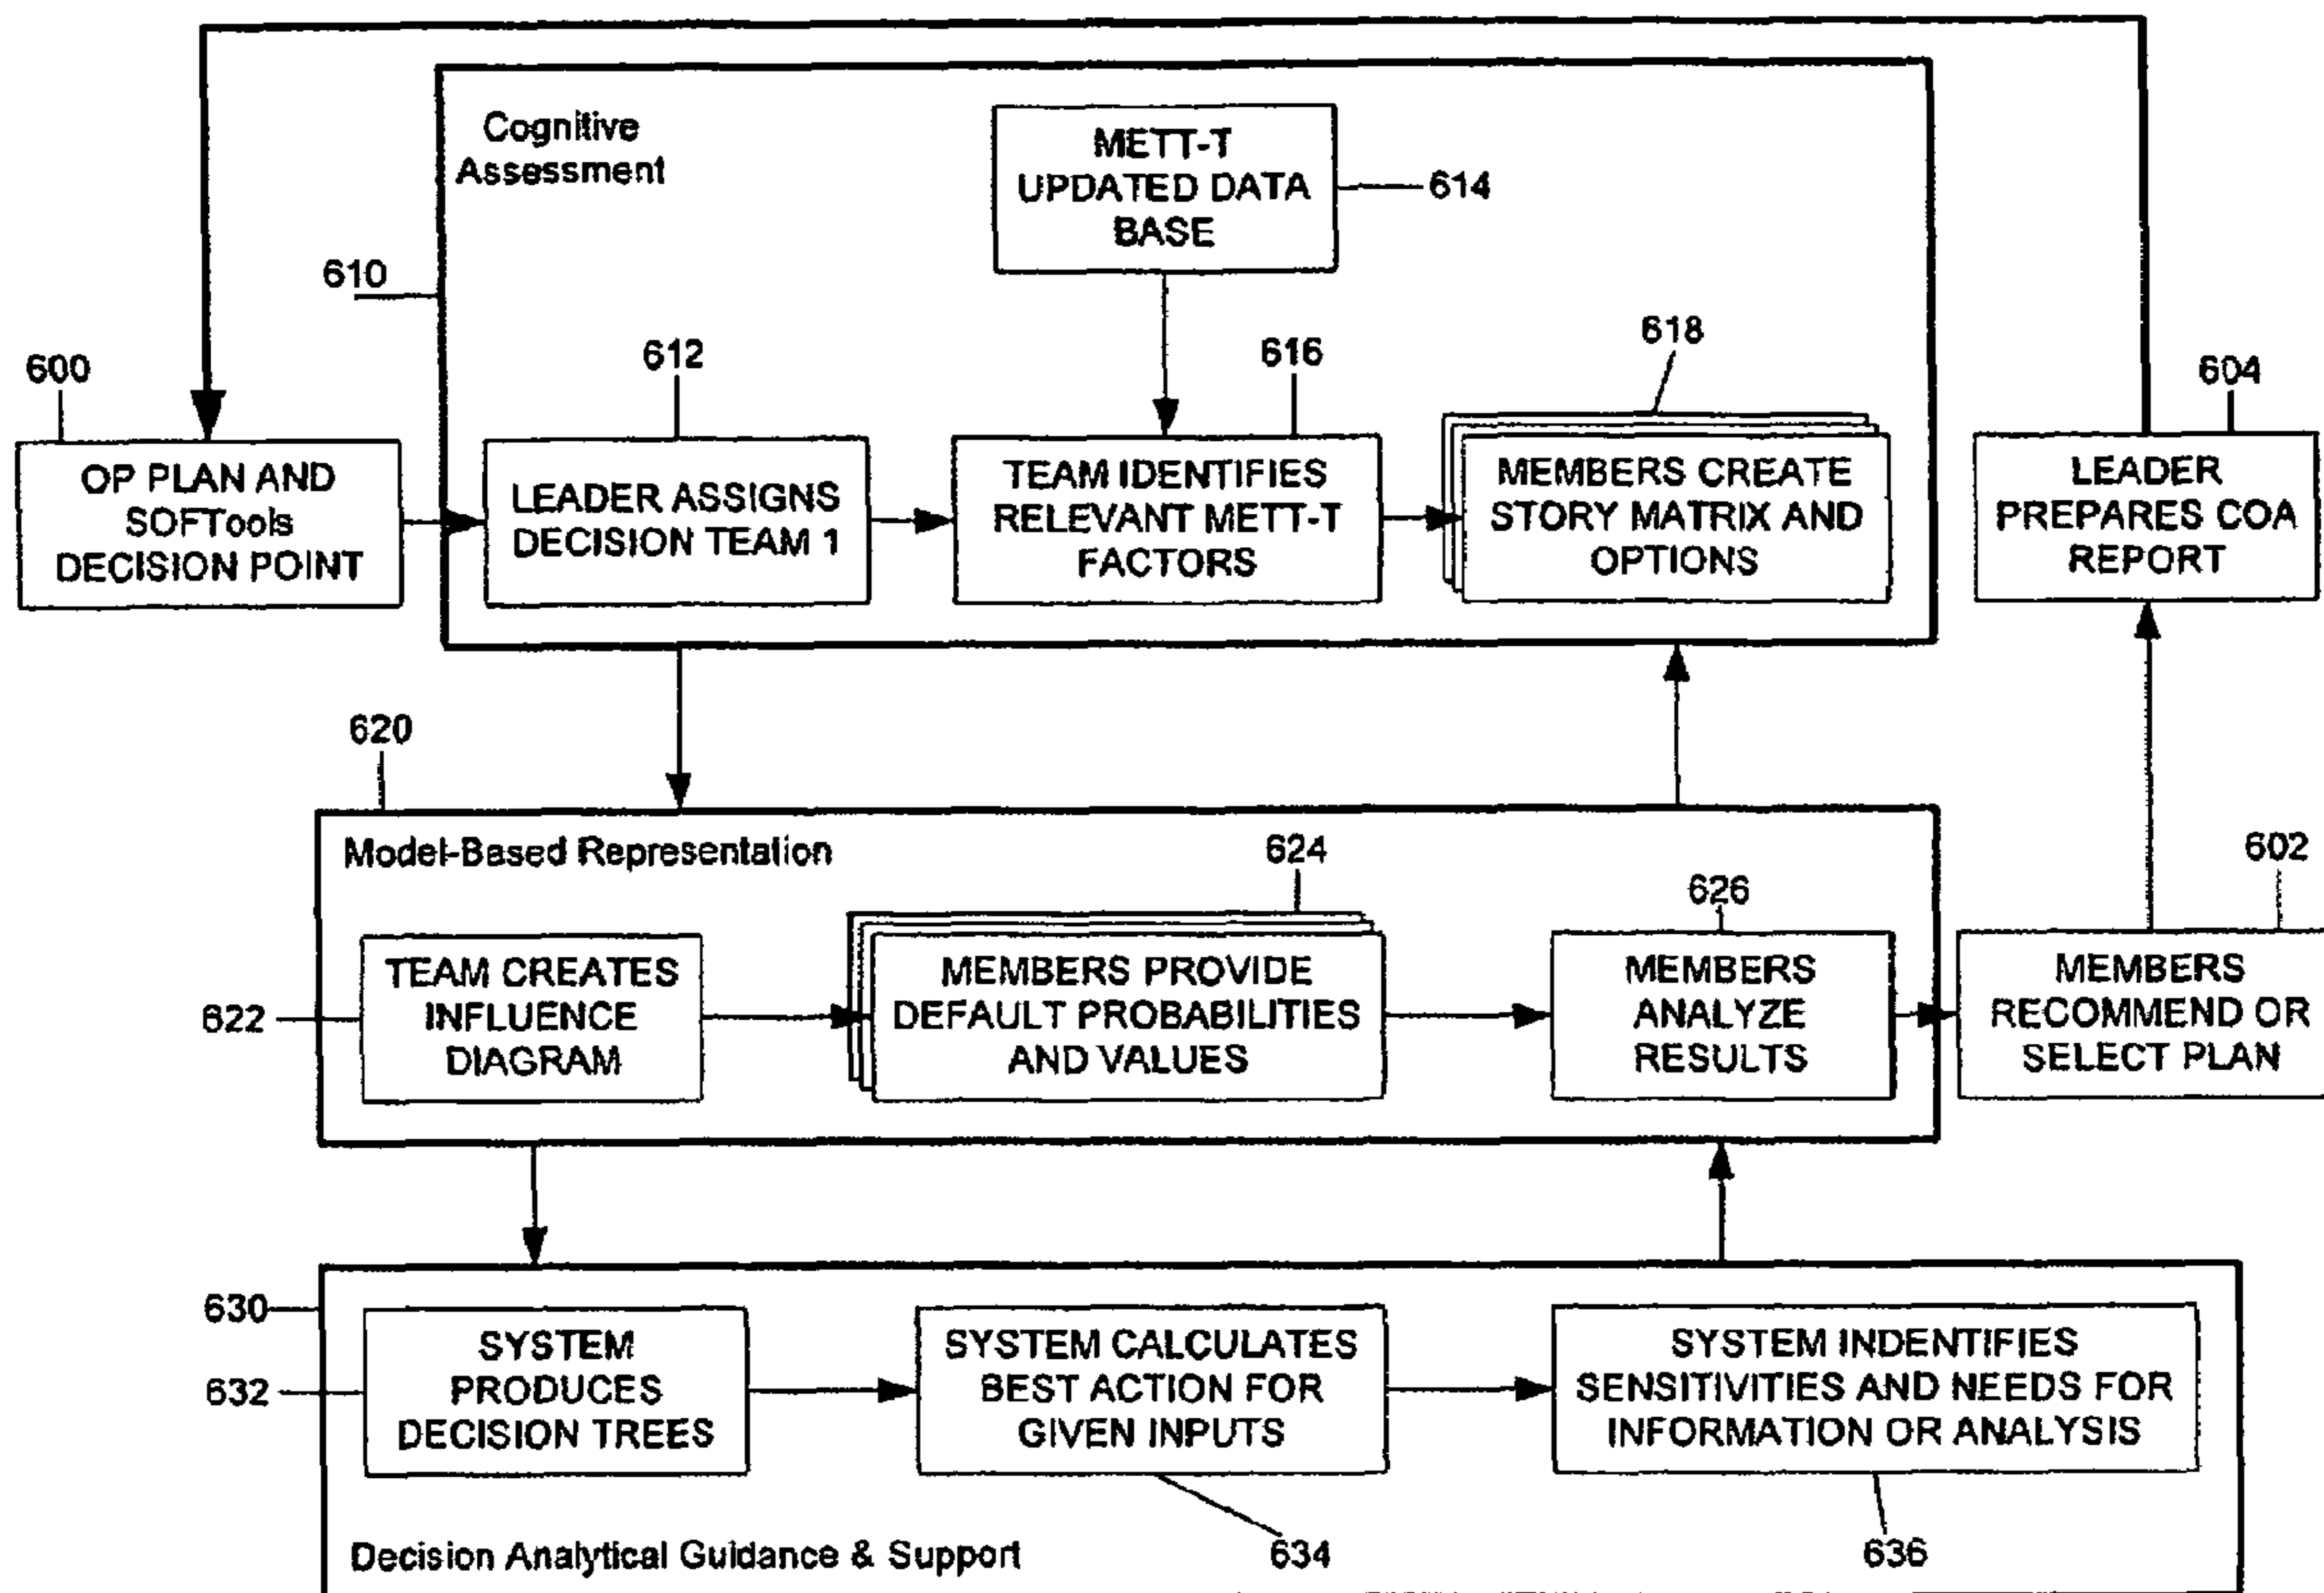 Cognitive
Assessment
METT-T
UPDATED DATA
BASE
614
610
618
600
612
616
604
OP PLAN AND
SOFTools
DECISION POINT
LEADER ASSIGNS
DECISION TEAM 1
TEAM IDENTIFIES
RELEVANT METT-T
FACTORS
MEMBERS CREATE
STORY MATRIX AND
OPTIONS
LEADER
PREPARES COA
REPORT
620
Model-Based Representation
624
626
602
622
TEAM CREATES
INFLUENCE
DIAGRAM
MEMBERS PROVIDE
DEFAULT PROBABILITIES
AND VALUES
MEMBERS
ANALYZE
RESULTS
MEMBERS
RECOMMEND OR
SELECT PLAN
630
632
SYSTEM
PRODUCES
DECISION TREES
SYSTEM CALCULATES
BEST ACTION FOR
GIVEN INPUTS
SYSTEM INDENTIFIES
SENSITIVITIES AND NEEDS FOR
INFORMATION OR ANALYSIS
Decision Analytical Guidance & Support
634
636